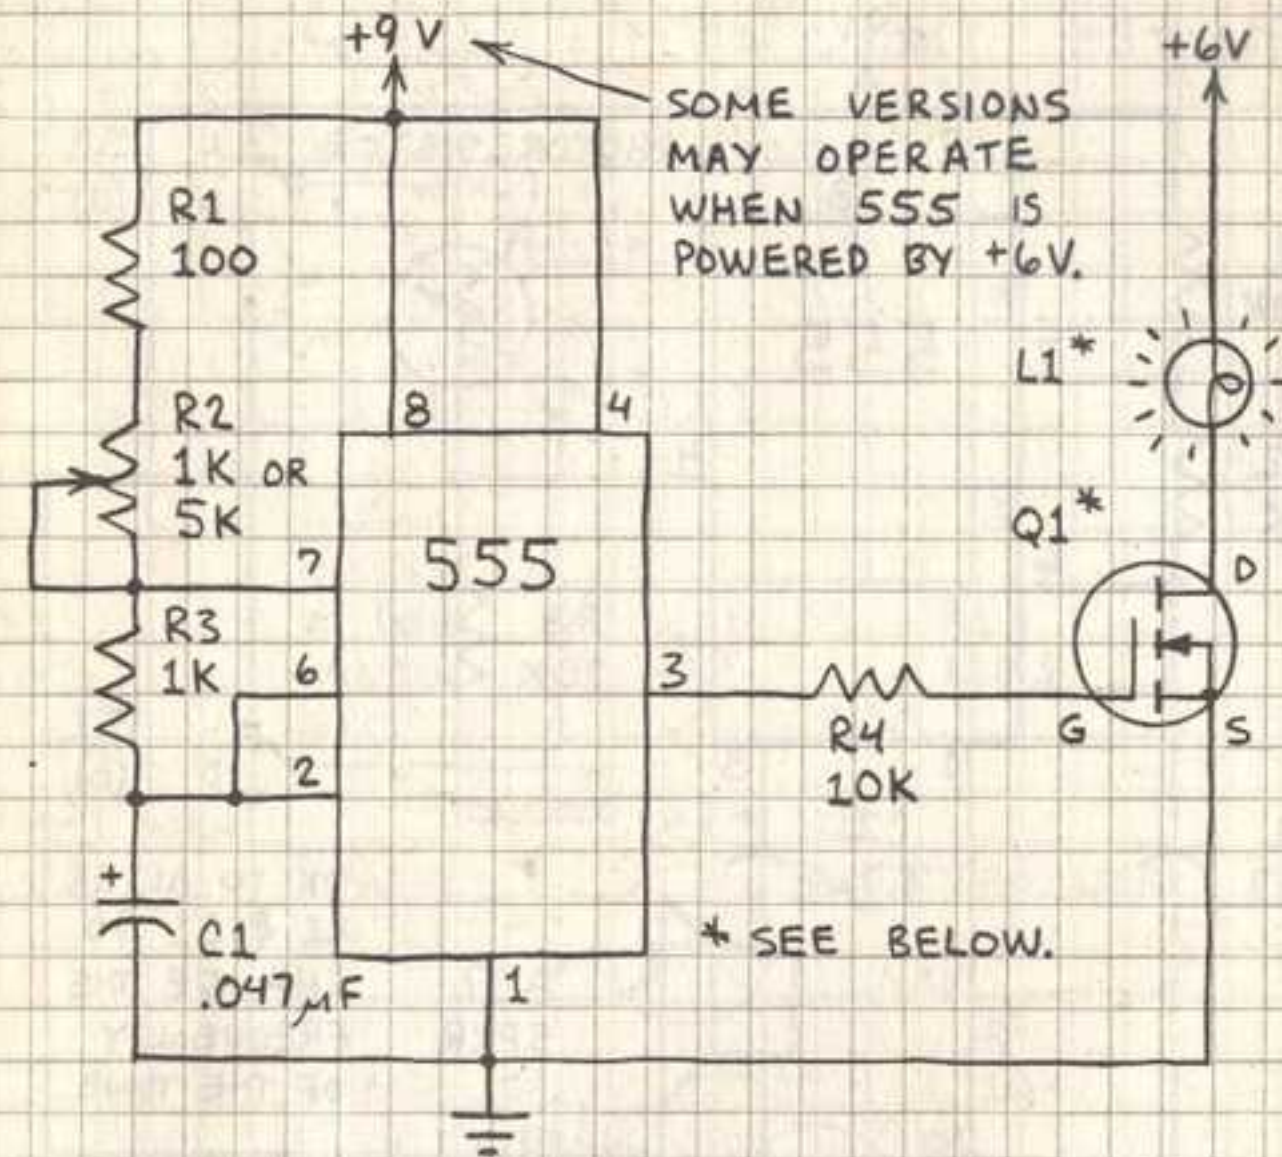 +9 V
+6V
SOME VERSIONS
MAY OPERATE
WHEN 555 IS
POWERED BY +6V.
R1
100
L1*
R2
1K OR
5K
8
4
Q1*
7
555
D
R3
1K
6
3
G
S
R4
10K
2
+
C1
.047µF
* SEE BELOW.
1